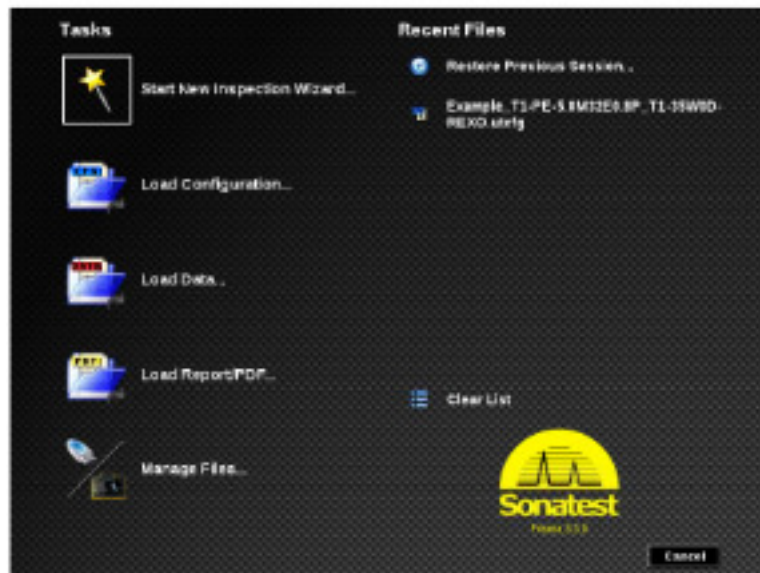 Tasks
Start New Inspection Wizard...
Load Configuration...
Load Data...
Load Report/PDF...
Manage Files...
Recent Files
Restore Previous Session...
Clear List
Sonatest
Cancel